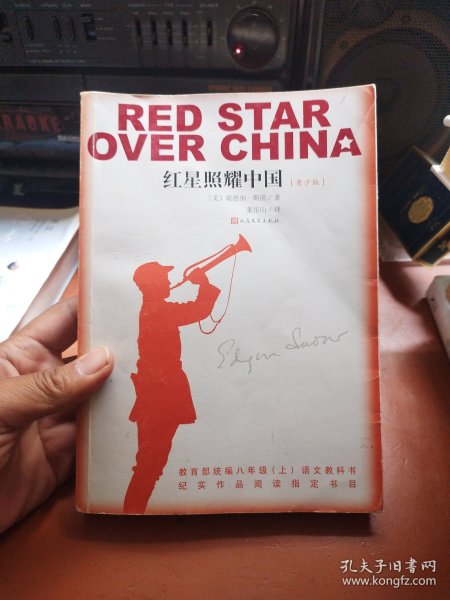 RED STAR
OVER CHINA
红星照耀中国 [青少版]
(美) 埃德加·斯诺/著
董乐山/译
人民文学出版社
Edgar Snow
教育部统编八年级(上)语文教科书
纪实作品阅读指定书目
KARAOKE
孔夫子旧书网
www.kongfz.com